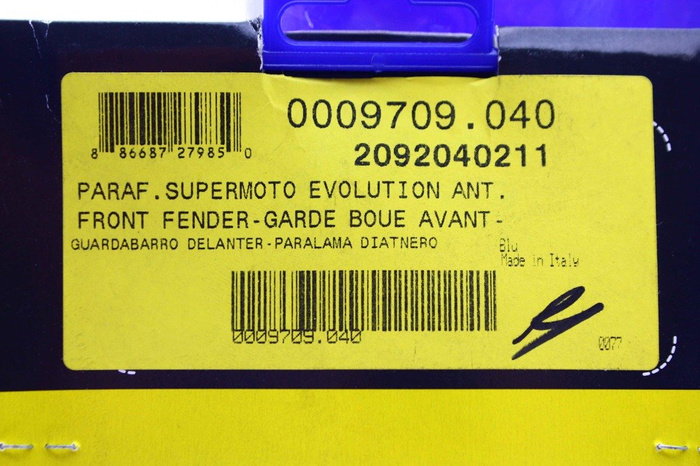 0009709.040
8 86687 27985 0
2092040211
PARAF.SUPERMOTO EVOLUTION ANT.
FRONT FENDER-GARDE BOUE AVANT-
GUARDABARRO DELANTER-PARALAMA DIATNERO
Blu
Made in Italy
0009709.040
0077